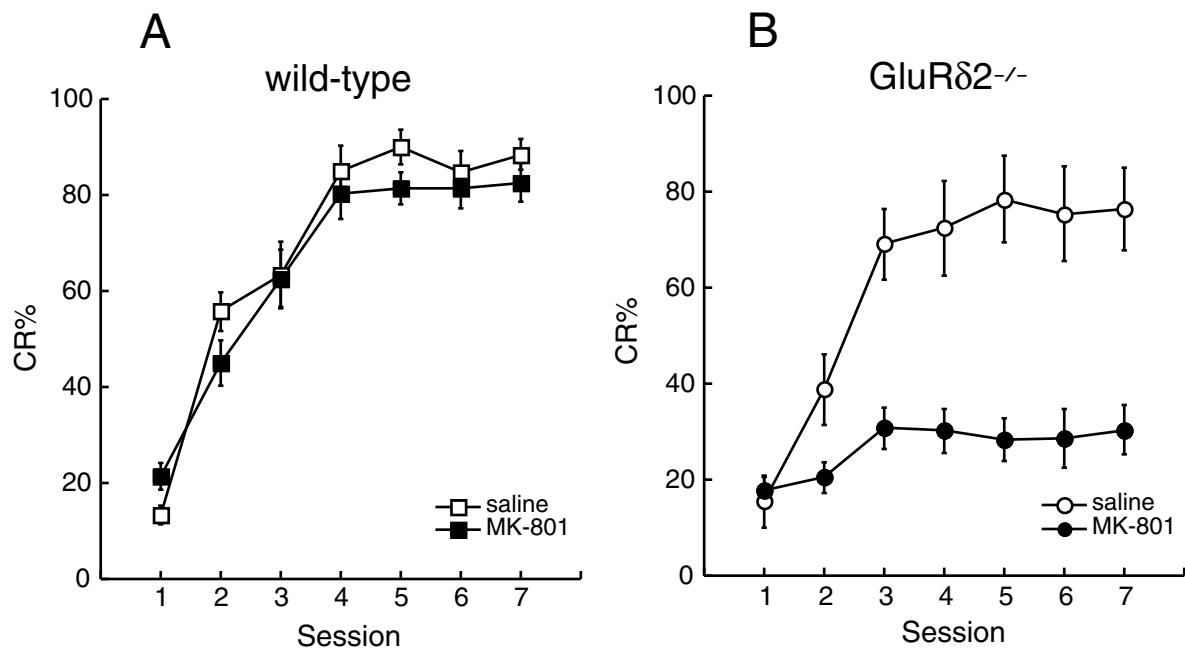 A
wild-type
100
80
60
40
20
0
CR%
1 2 3 4 5 6 7
Session
saline
MK-801
B
GluRδ2-/-
100
80
60
40
20
0
CR%
1 2 3 4 5 6 7
Session
saline
MK-801